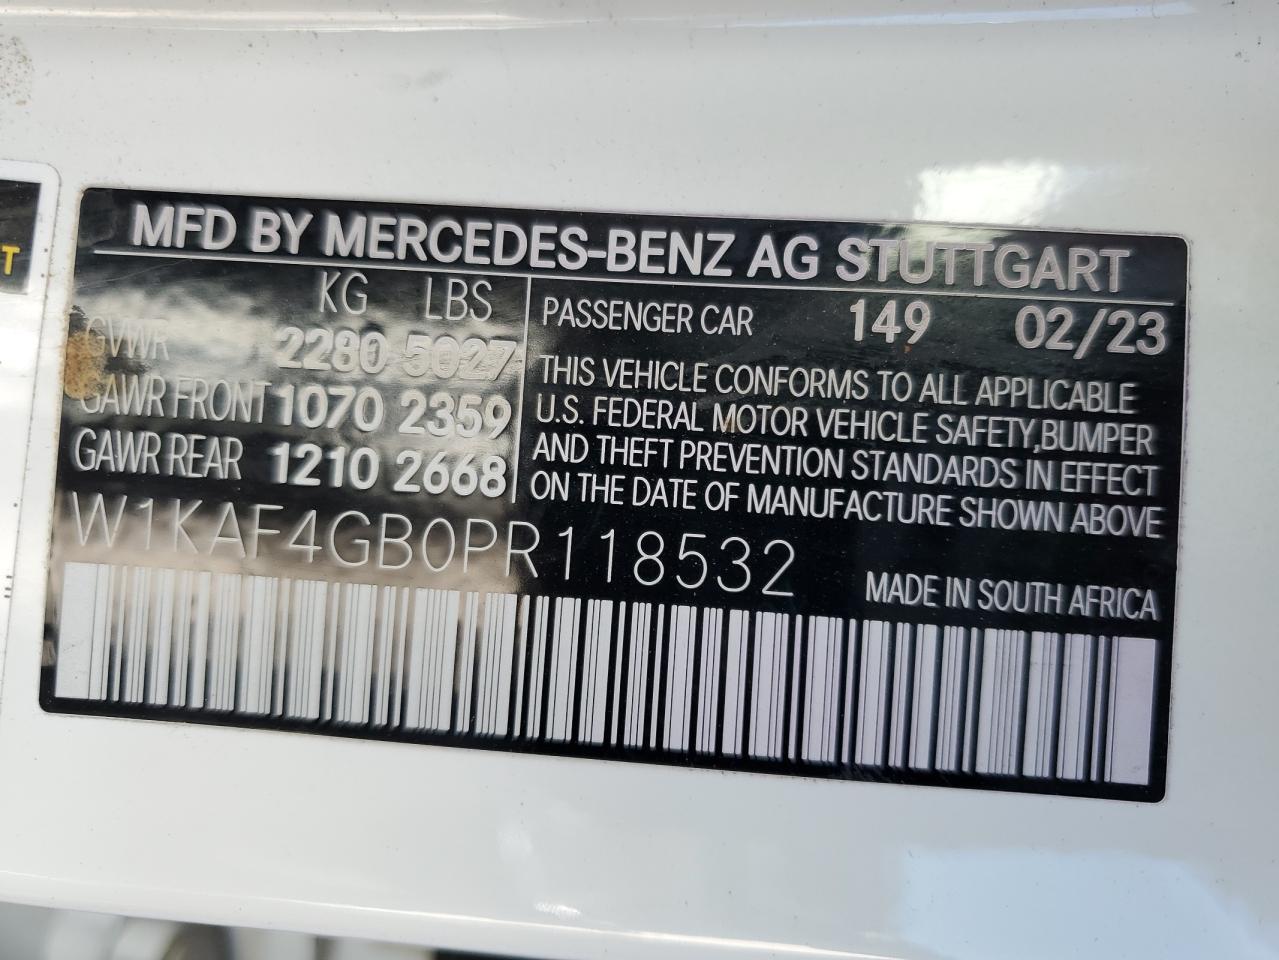 T
MFD BY MERCEDES-BENZ AG STUTTGART
KG LBS
GVWR 2280 5027
GAWR FRONT 1070 2359
GAWR REAR 1210 2668
PASSENGER CAR 149 02/23
THIS VEHICLE CONFORMS TO ALL APPLICABLE
U.S. FEDERAL MOTOR VEHICLE SAFETY,BUMPER
AND THEFT PREVENTION STANDARDS IN EFFECT
ON THE DATE OF MANUFACTURE SHOWN ABOVE
W1KAF4GB0PR118532
MADE IN SOUTH AFRICA